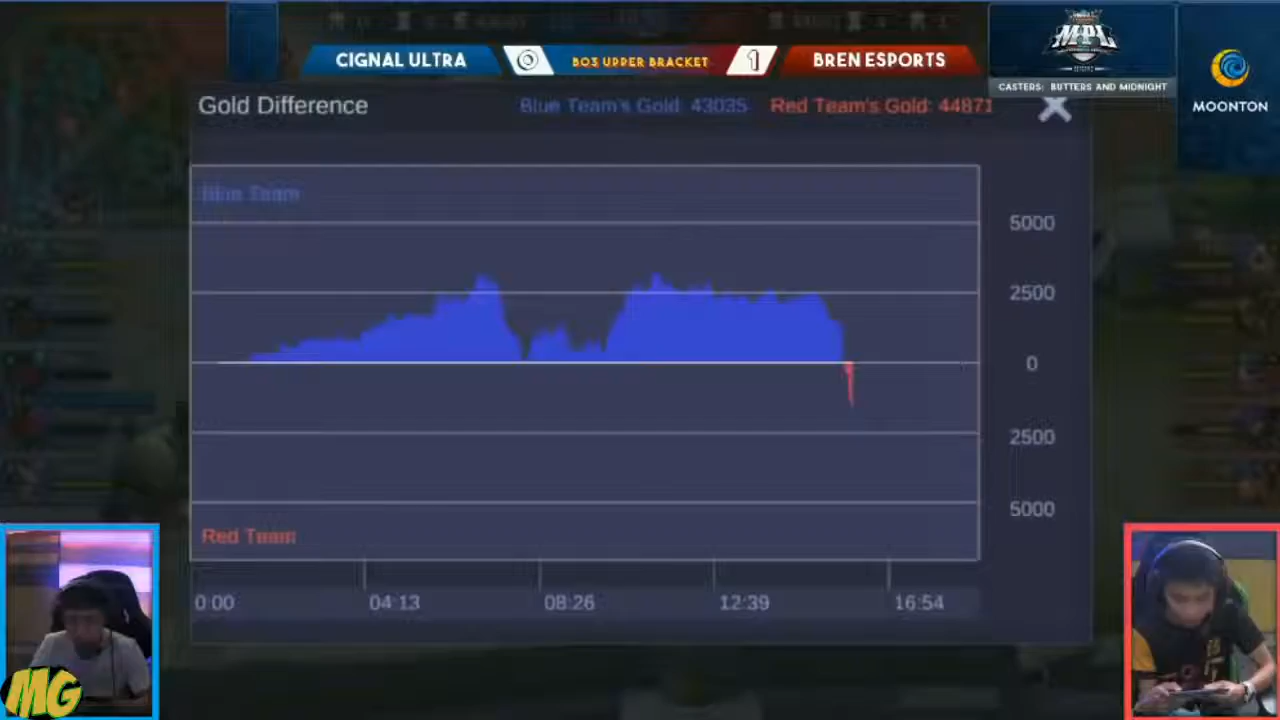 CIGNAL ULTRA
0
BO3 UPPER BRACKET
1
BREN ESPORTS
MPL
CASTERS: BUTTERS AND MIDNIGHT
MOONTON
Gold Difference
Blue Team's Gold: 43035
Red Team's Gold: 44871
Blue Team
5000
2500
0
2500
5000
Red Team
0:00
04:13
08:26
12:39
16:54
MG